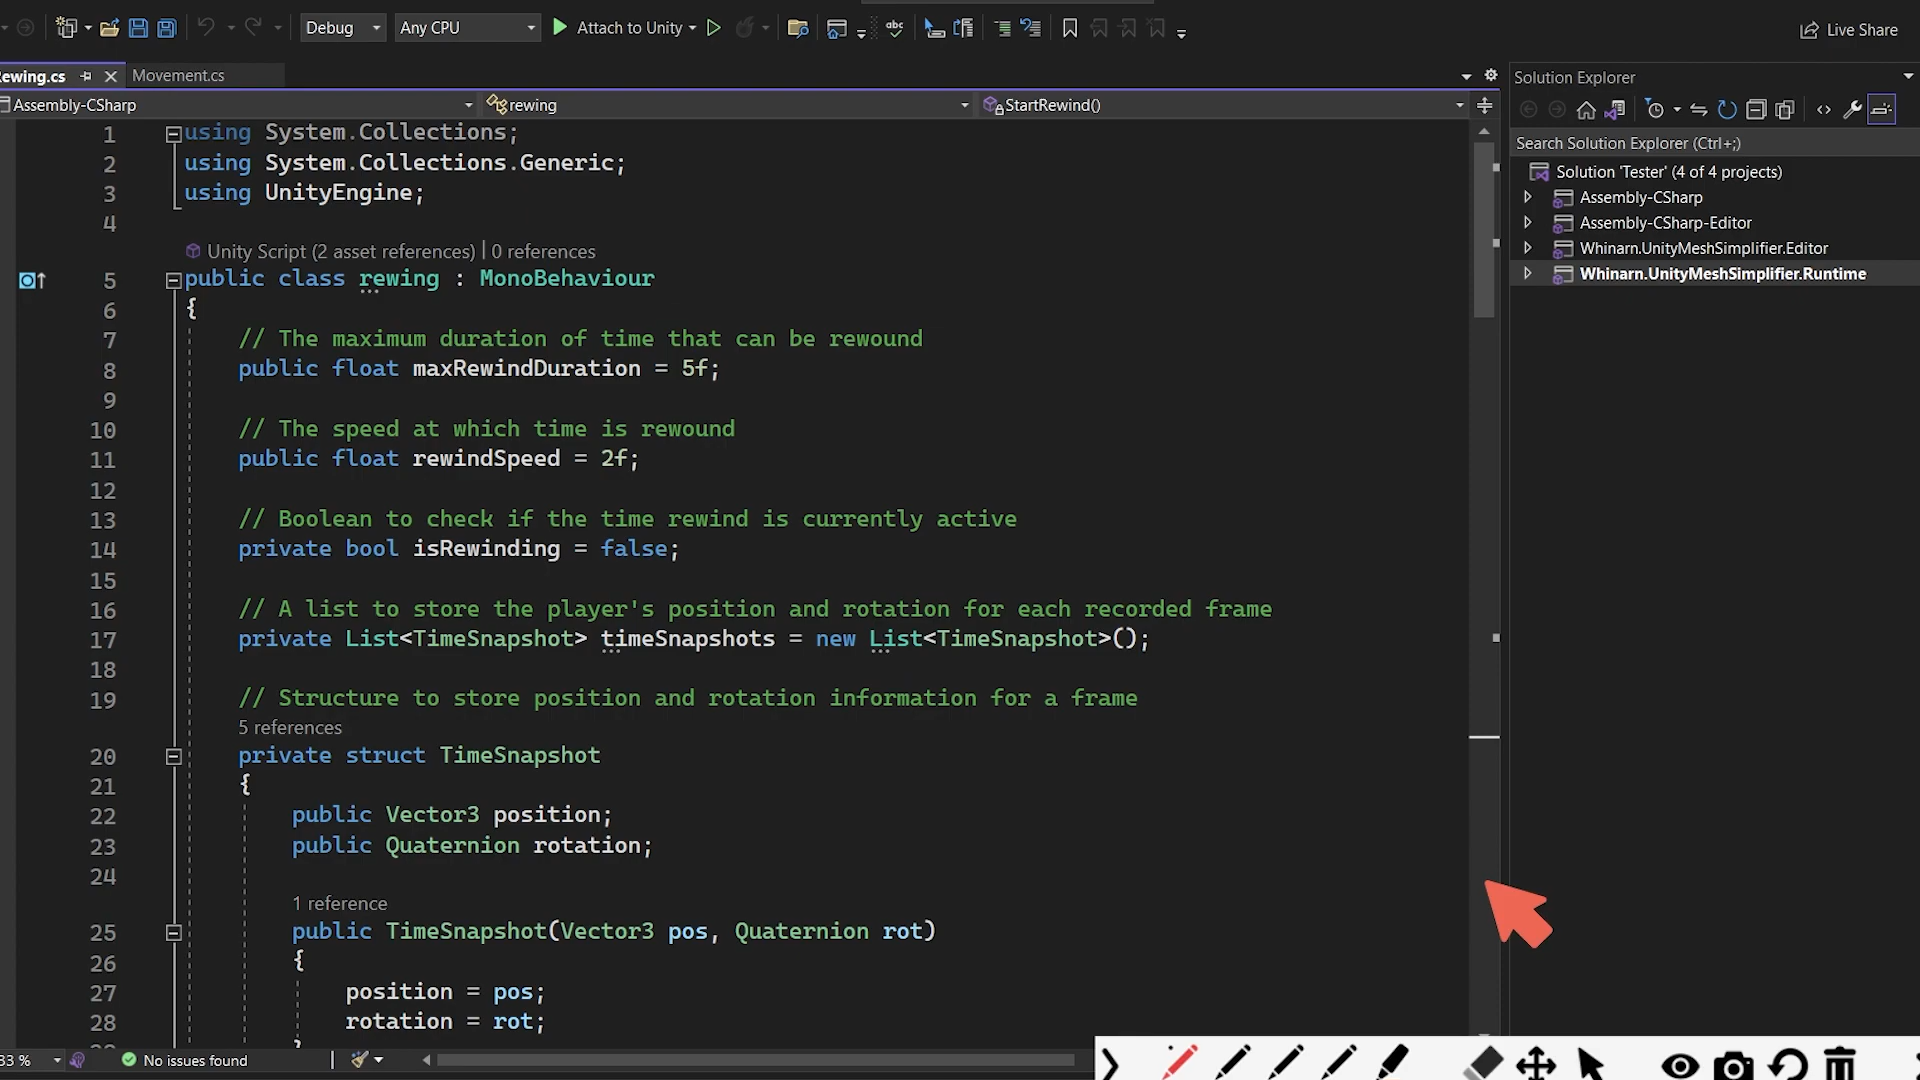 Debug Any CPU Attach to Unity Live Share
ewing.cs Movement.cs
Assembly-CSharp rewing StartRewind()
1 using System.Collections;
2 using System.Collections.Generic;
3 using UnityEngine;
4
Unity Script (2 asset references) | 0 references
5 public class rewing : MonoBehaviour
6 {
7 // The maximum duration of time that can be rewound
8 public float maxRewindDuration = 5f;
9
10 // The speed at which time is rewound
11 public float rewindSpeed = 2f;
12
13 // Boolean to check if the time rewind is currently active
14 private bool isRewinding = false;
15
16 // A list to store the player's position and rotation for each recorded frame
17 private List<TimeSnapshot> timeSnapshots = new List<TimeSnapshot>();
18
19 // Structure to store position and rotation information for a frame
5 references
20 private struct TimeSnapshot
21 {
22 public Vector3 position;
23 public Quaternion rotation;
24
1 reference
25 public TimeSnapshot(Vector3 pos, Quaternion rot)
26 {
27 position = pos;
28 rotation = rot;
33 % No issues found
Solution Explorer
Search Solution Explorer (Ctrl+;)
Solution 'Tester' (4 of 4 projects)
Assembly-CSharp
Assembly-CSharp-Editor
Whinarn.UnityMeshSimplifier.Editor
Whinarn.UnityMeshSimplifier.Runtime